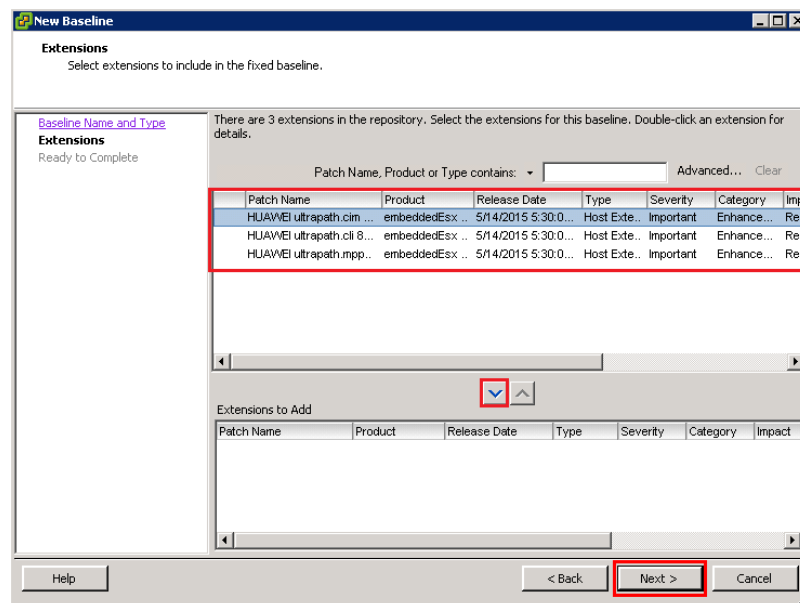 New Baseline
Extensions
Select extensions to include in the fixed baseline.
Baseline Name and Type
Extensions
Ready to Complete
There are 3 extensions in the repository. Select the extensions for this baseline. Double-click an extension for
details.
Patch Name, Product or Type contains:
Advanced... Clear
Patch Name Product Release Date Type Severity Category Imp
HUAWEI ultrapath.cim ... embeddedEsx .. 5/14/2015 5:30:0... Host Exte.. Important Enhance... Re
HUAWEI ultrapath.cli 8... embeddedEsx .. 5/14/2015 5:30:0... Host Exte.. Important Enhance... Re
HUAWEI ultrapath.mpp.. embeddedEsx .. 5/14/2015 5:30:0... Host Exte.. Important Enhance... Re
Extensions to Add
Patch Name Product Release Date Type Severity Category Impact
Help < Back Next > Cancel